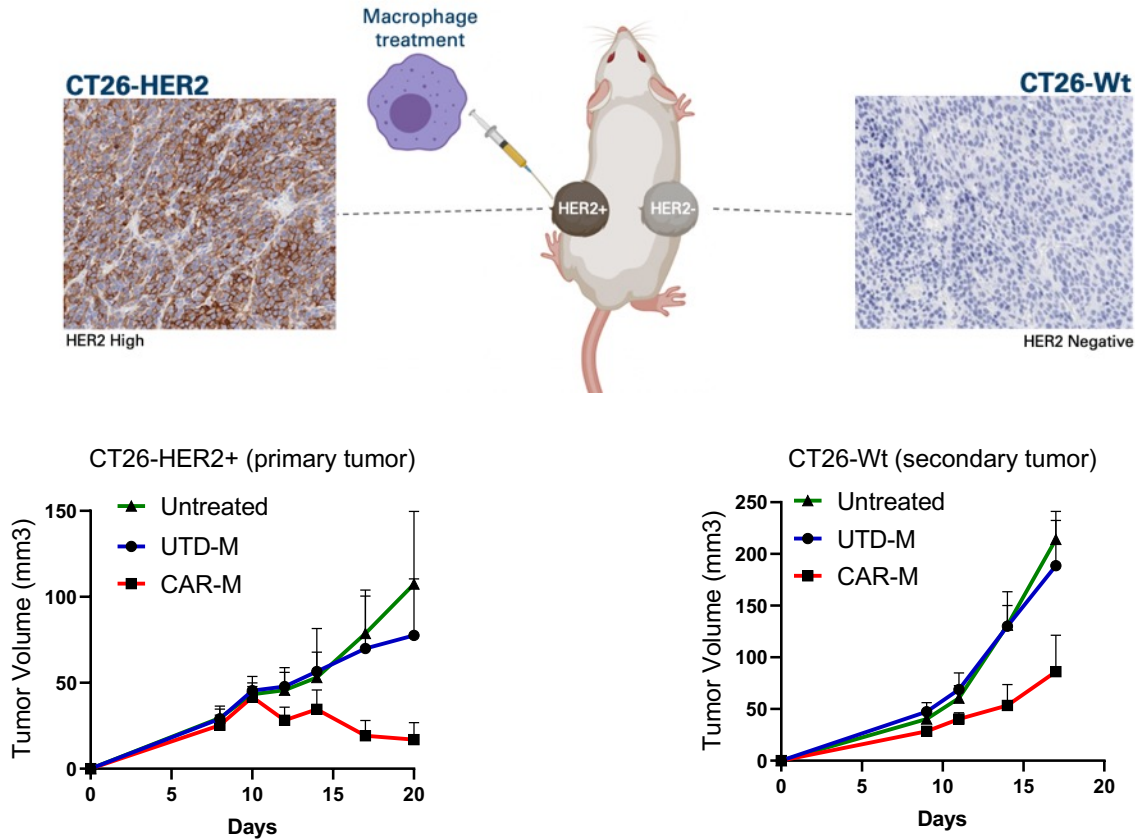 Macrophage
treatment
CT26-HER2
CT26-Wt
HER2+
HER2-
HER2 High
HER2 Negative
CT26-HER2+ (primary tumor)
Untreated
UTD-M
CAR-M
Tumor Volume (mm3)
150
100
50
0
0 5 10 15 20
Days
CT26-Wt (secondary tumor)
Untreated
UTD-M
CAR-M
Tumor Volume (mm3)
250
200
150
100
50
0
0 5 10 15 20
Days